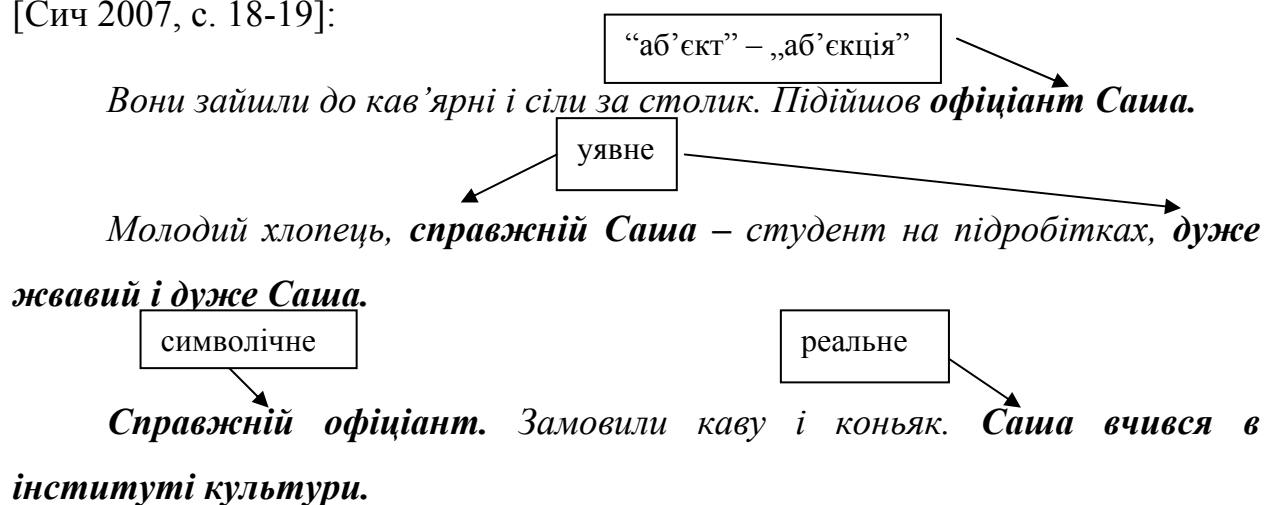 [Сич 2007, с. 18-19]:
“аб’єкт” – „аб’єкція”
Вони зайшли до кав’ярні і сіли за столик. Підійшов офіціант Саша.
уявне
Молодий хлопець, справжній Саша – студент на підробітках, дуже
жвавий і дуже Саша.
символічне
реальне
Справжній офіціант. Замовили каву і коньяк. Саша вчився в
інституті культури.